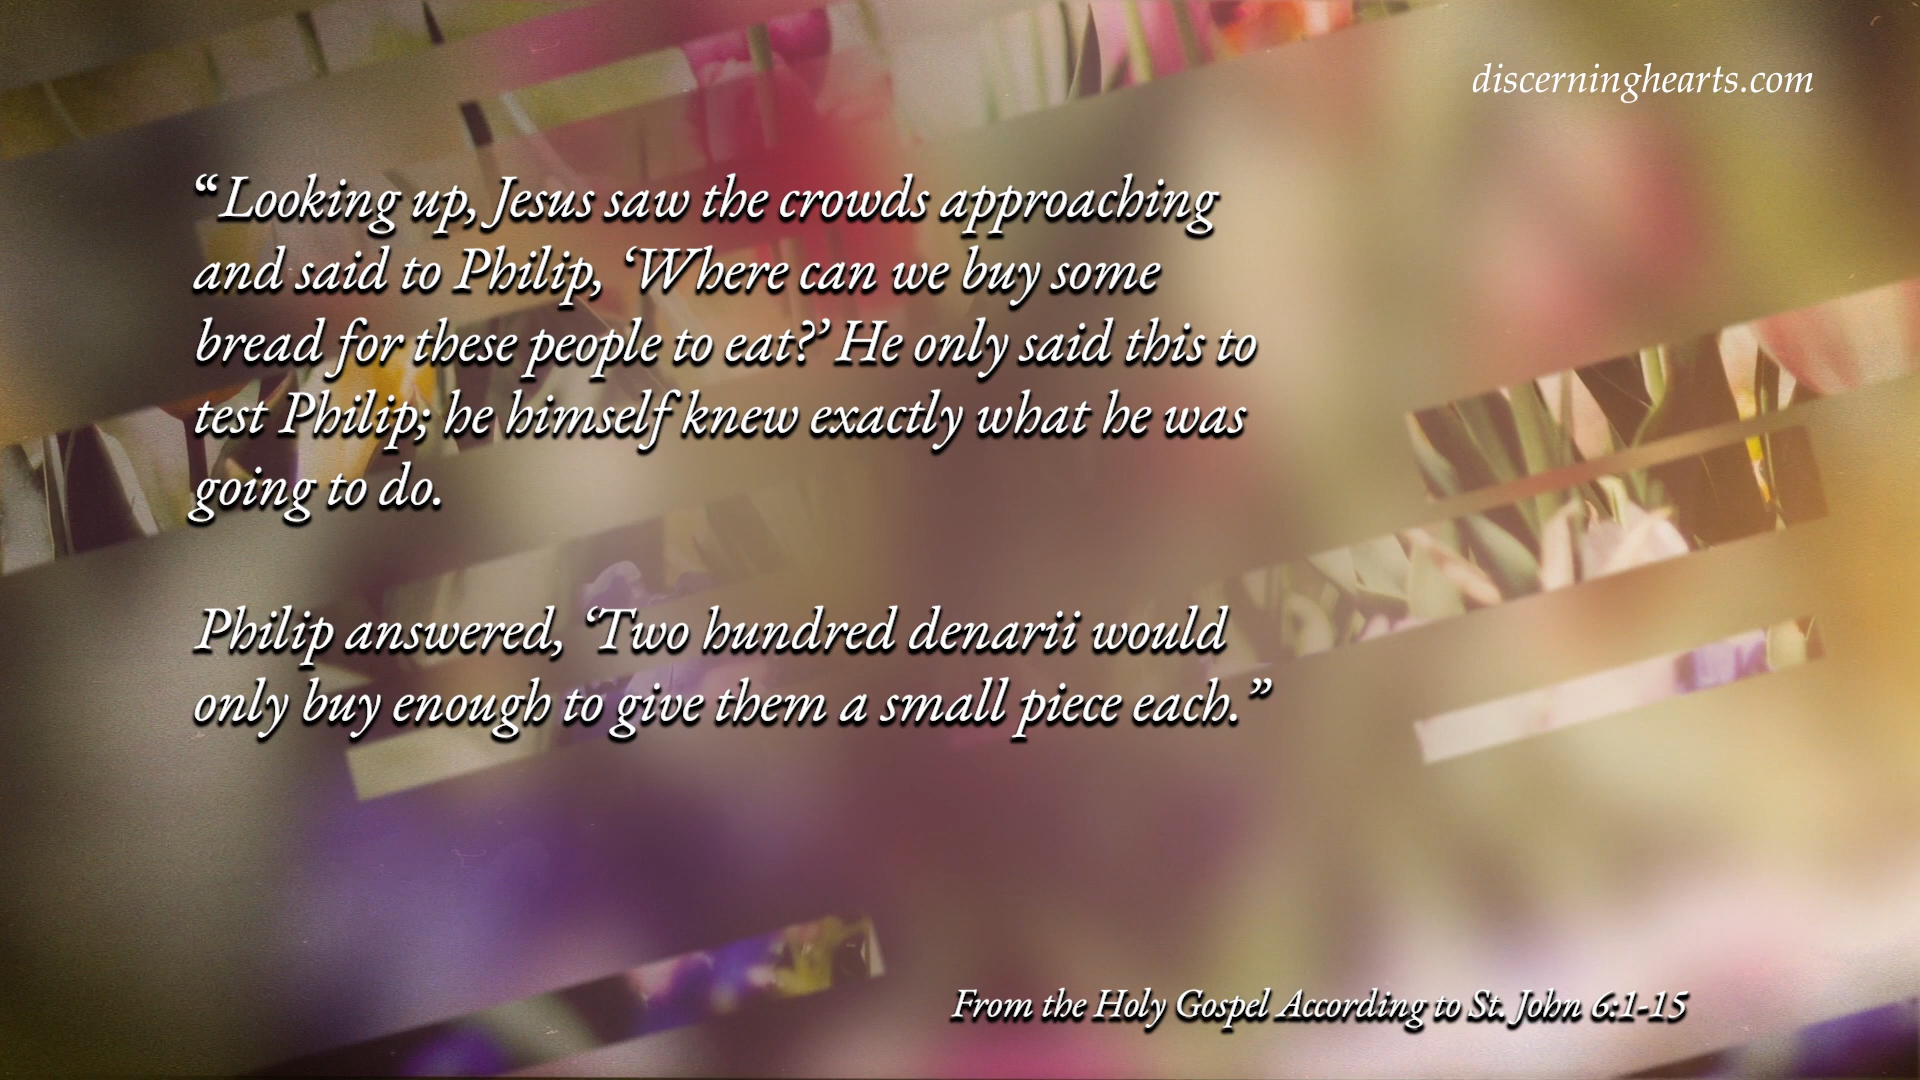 discerninghearts.com
“Looking up, Jesus saw the crowds approaching
and said to Philip, ‘Where can we buy some
bread for these people to eat?’ He only said this to
test Philip; he himself knew exactly what he was
going to do.
Philip answered, ‘Two hundred denarii would
only buy enough to give them a small piece each.”
From the Holy Gospel According to St. John 6:1-15